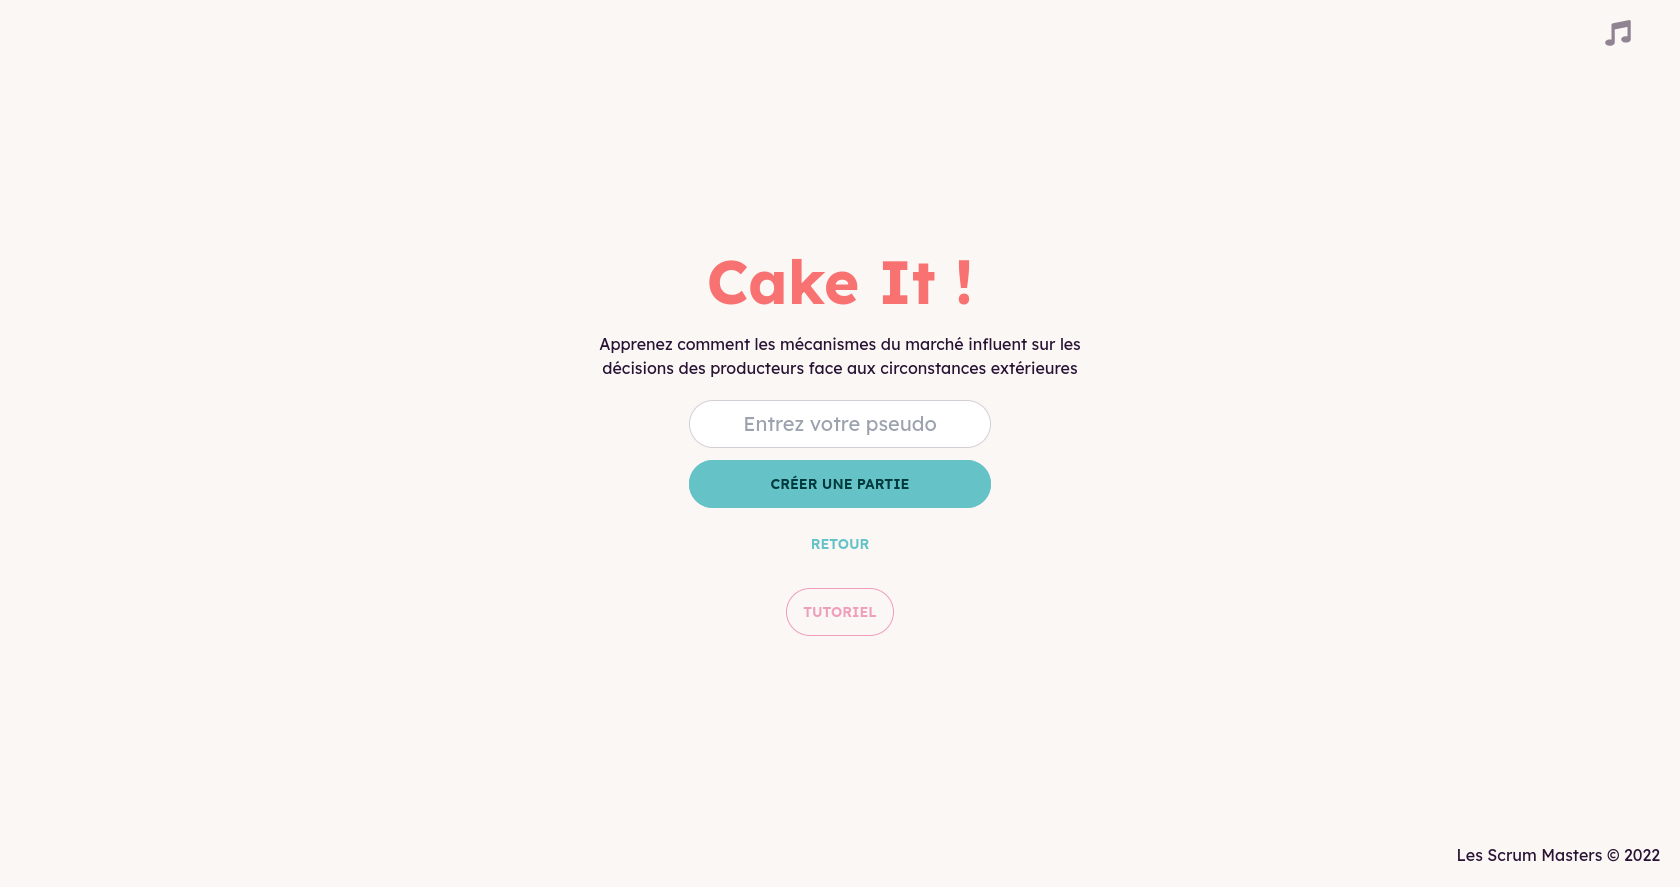 Cake It !
Apprenez comment les mécanismes du marché influent sur les
décisions des producteurs face aux circonstances extérieures
Entrez votre pseudo
CRÉER UNE PARTIE
RETOUR
TUTORIEL
Les Scrum Masters © 2022